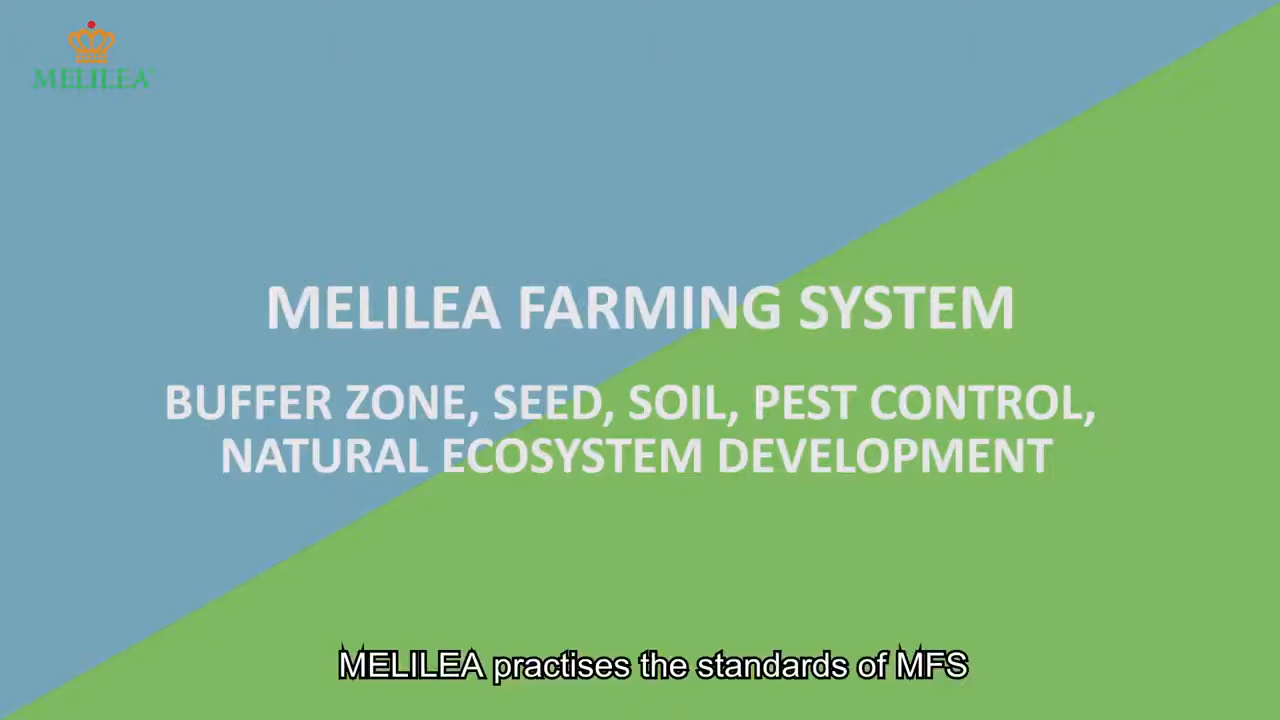 MELILEA
MELILEA FARMING SYSTEM
BUFFER ZONE, SEED, SOIL, PEST CONTROL,
NATURAL ECOSYSTEM DEVELOPMENT
MELILEA practises the standards of MFS